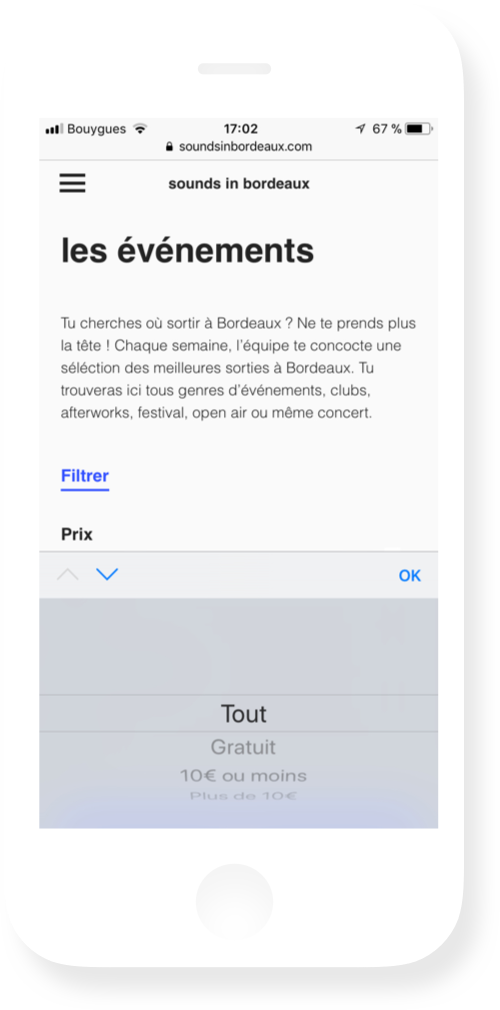 Bouygues 17:02 67 %
soundsinbordeaux.com
sounds in bordeaux
les événements
Tu cherches où sortir à Bordeaux ? Ne te prends plus
la tête ! Chaque semaine, l'équipe te concocte une
séléction des meilleures sorties à Bordeaux. Tu
trouveras ici tous genres d'événements, clubs,
afterworks, festival, open air ou même concert.
Filtrer
Prix
OK
Tout
Gratuit
10€ ou moins
Plus de 10€